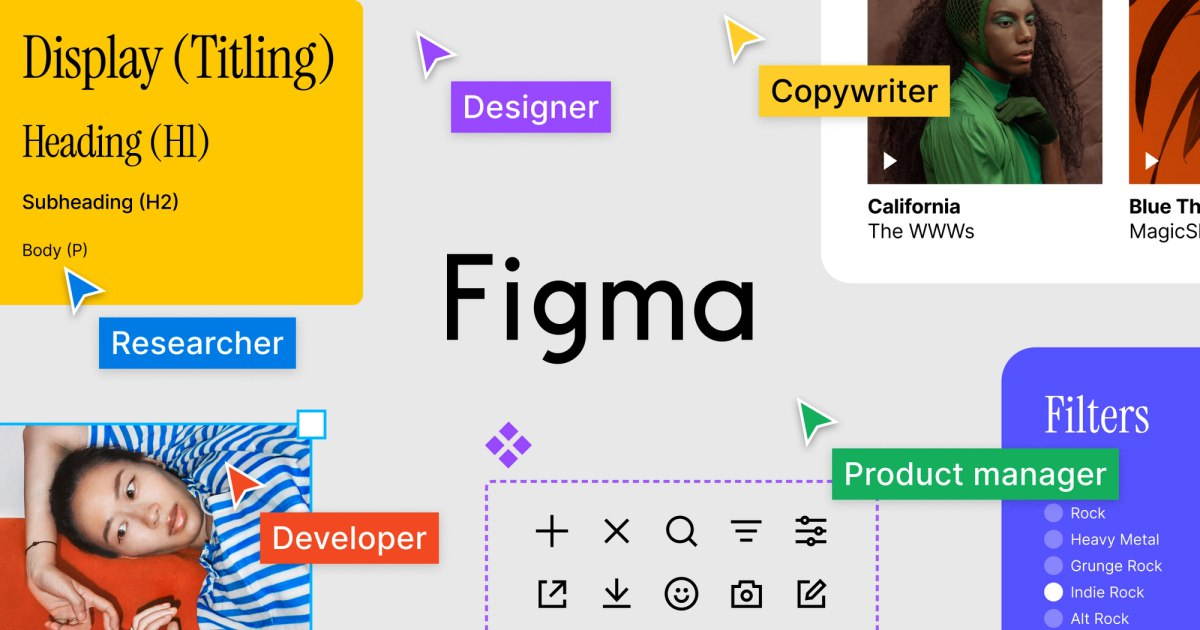 Display (Titling)
Heading (H1)
Subheading (H2)
Body (P)
Researcher
Designer
Copywriter
California
The WWWs
Blue Th
MagicS
Figma
Developer
Product manager
Filters
Rock
Heavy Metal
Grunge Rock
Indie Rock
Alt Rock